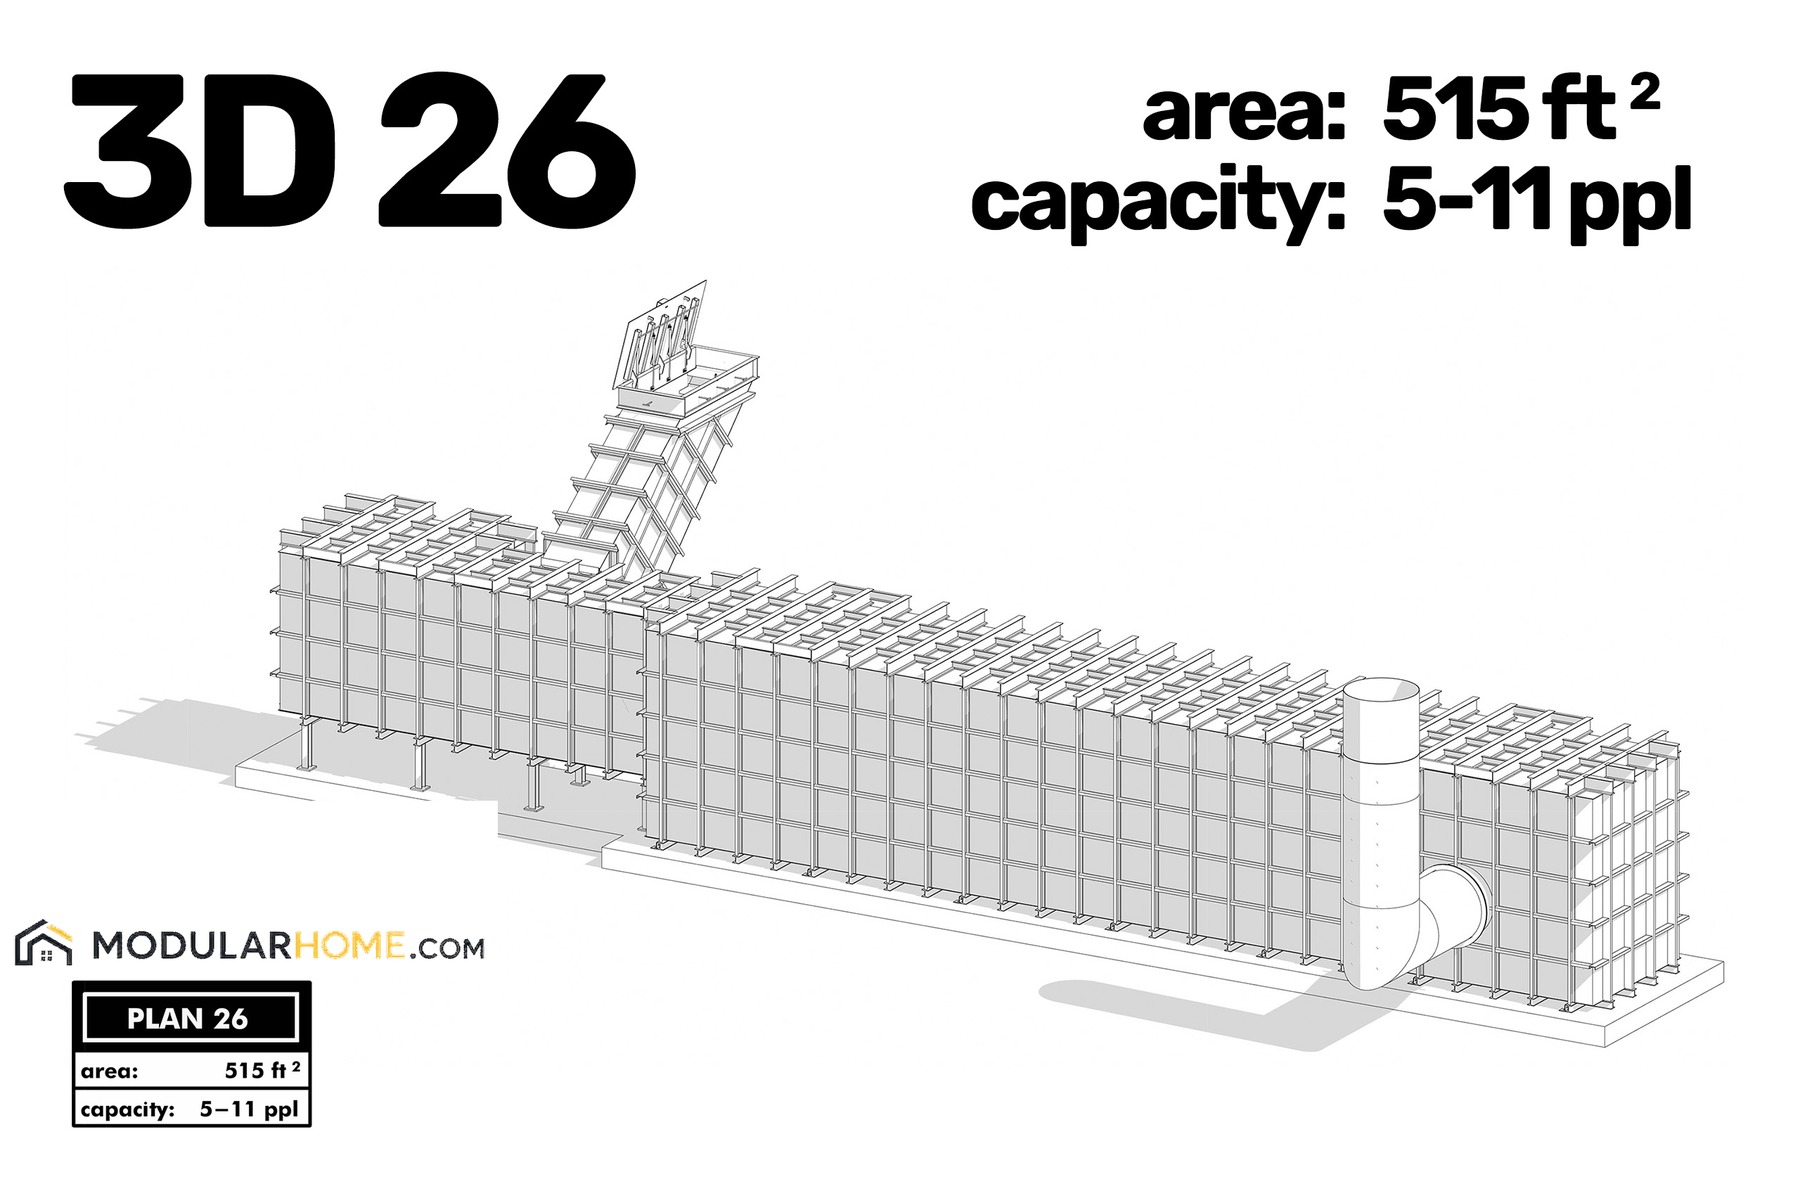 3D 26
area: 515 ft²
capacity: 5-11 ppl
MODULARHOME.COM
PLAN 26
area: 515 ft²
capacity: 5–11 ppl